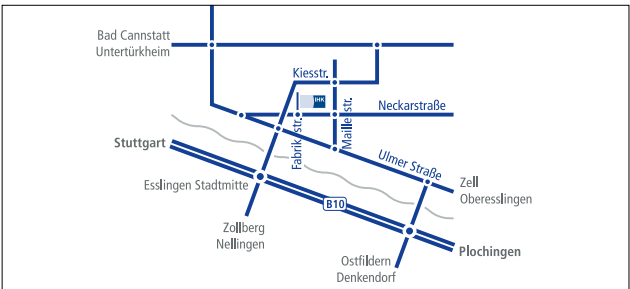 Bad Cannstatt
Untertürkheim
Kiesstr.
IHK
Neckarstraße
Fabrikstr.
Maillestr.
Stuttgart
Ulmer Straße
Esslingen Stadtmitte
Zell
Oberesslingen
B10
Zollberg
Nellingen
Plochingen
Ostfildern
Denkendorf